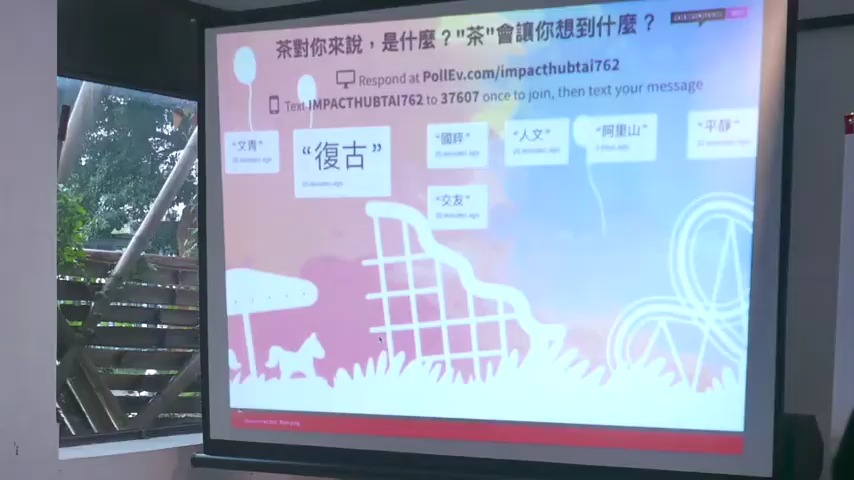 茶對你來說，是什麼？"茶"會讓你想到什麼？
Respond at PollEv.com/impacthubtai762
Text IMPACTHUBTAI762 to 37607 once to join, then text your message
“文青”
“復古”
“國粹”
“人文”
“阿里山”
“平靜”
“交友”